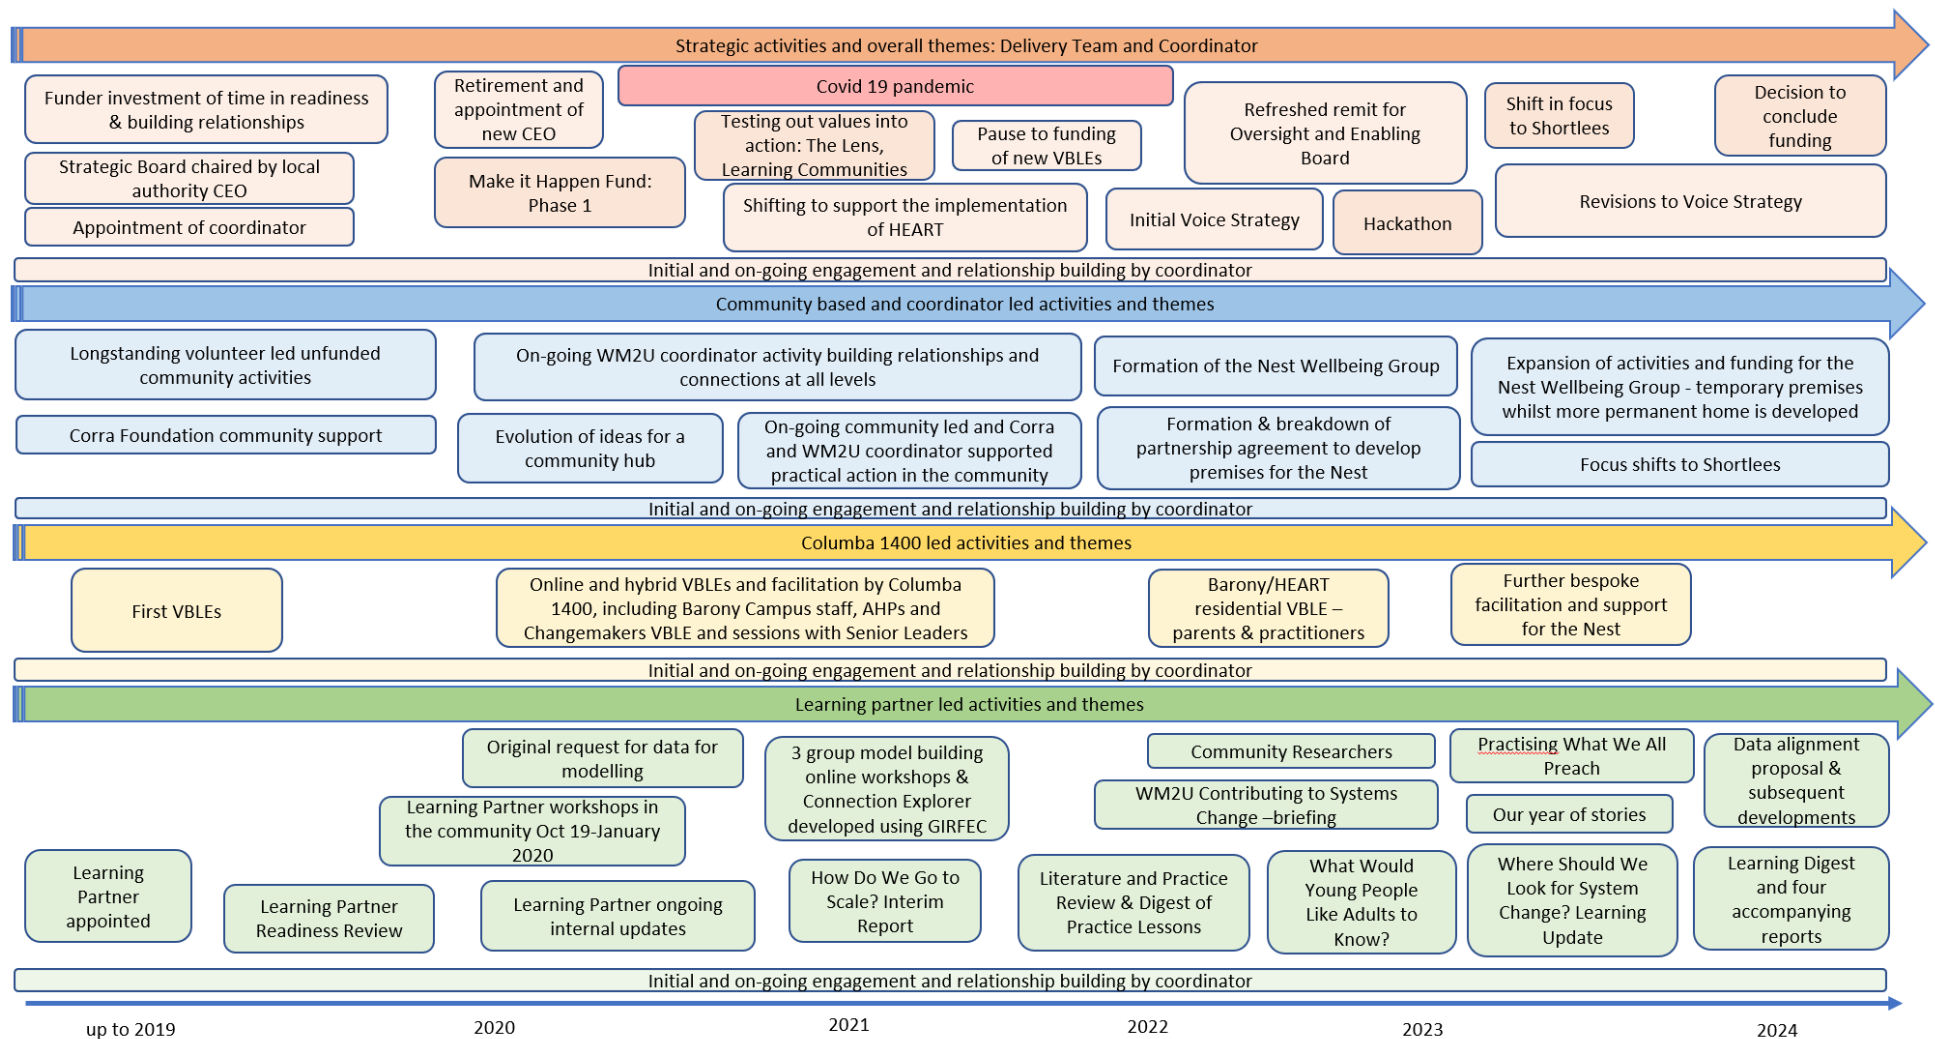 Strategic activities and overall themes: Delivery Team and Coordinator
Funder investment of time in readiness
& building relationships
Retirement and
appointment of
new CEO
Covid 19 pandemic
Testing out values into
action: The Lens,
Learning Communities
Pause to funding
of new VBLEs
Refreshed remit for
Oversight and Enabling
Board
Shift in focus
to Shortlees
Decision to
conclude
funding
Strategic Board chaired by local
authority CEO
Make it Happen Fund:
Phase 1
Appointment of coordinator
Shifting to support the implementation
of HEART
Initial Voice Strategy
Hackathon
Revisions to Voice Strategy
Initial and on-going engagement and relationship building by coordinator
Community based and coordinator led activities and themes
Longstanding volunteer led unfunded
community activities
On-going WM2U coordinator activity building relationships and
connections at all levels
Formation of the Nest Wellbeing Group
Expansion of activities and funding for the
Nest Wellbeing Group - temporary premises
whilst more permanent home is developed
Corra Foundation community support
Evolution of ideas for a
community hub
On-going community led and Corra
and WM2U coordinator supported
practical action in the community
Formation & breakdown of
partnership agreement to develop
premises for the Nest
Focus shifts to Shortlees
Initial and on-going engagement and relationship building by coordinator
Columba 1400 led activities and themes
First VBLEs
Online and hybrid VBLEs and facilitation by Columba
1400, including Barony Campus staff, AHPs and
Changemakers VBLE and sessions with Senior Leaders
Barony/HEART
residential VBLE –
parents & practitioners
Further bespoke
facilitation and support
for the Nest
Initial and on-going engagement and relationship building by coordinator
Learning partner led activities and themes
Original request for data for
modelling
3 group model building
online workshops &
Connection Explorer
developed using GIRFEC
Community Researchers
Practising What We All
Preach
Data alignment
proposal &
subsequent
developments
Learning Partner workshops in
the community Oct 19-January
2020
WM2U Contributing to Systems
Change –briefing
Our year of stories
Learning
Partner
appointed
Learning Partner
Readiness Review
Learning Partner ongoing
internal updates
How Do We Go to
Scale? Interim
Report
Literature and Practice
Review & Digest of
Practice Lessons
What Would
Young People
Like Adults to
Know?
Where Should We
Look for System
Change? Learning
Update
Learning Digest
and four
accompanying
reports
Initial and on-going engagement and relationship building by coordinator
up to 2019
2020
2021
2022
2023
2024